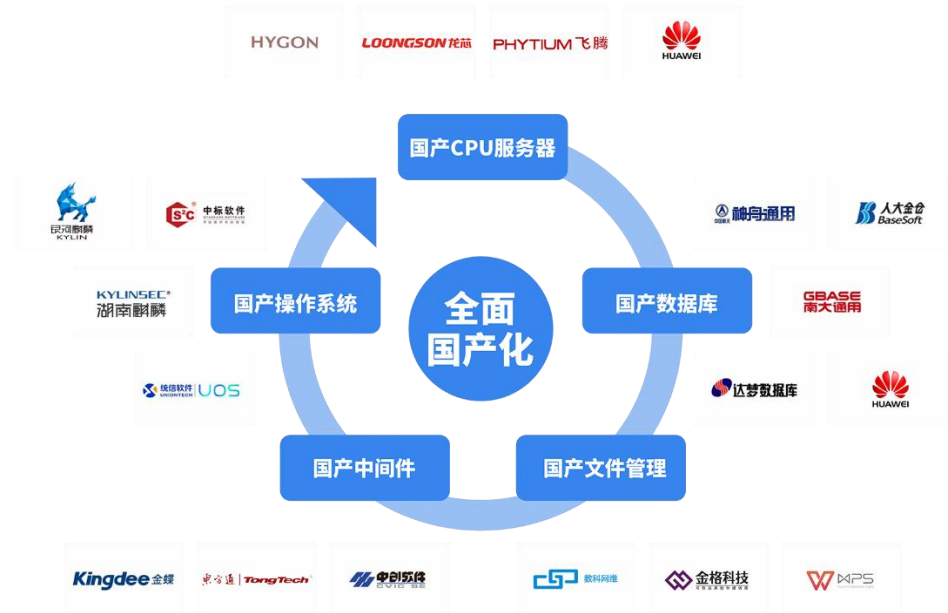 HYGON
LOONGSON 龙芯
PHYTIUM 飞腾
HUAWEI
国产CPU服务器
银河麒麟
KYLIN
S2C
中标软件
神舟通用
人大金仓
BaseSoft
KYLINSEC
湖南麒麟
国产操作系统
全面
国产化
国产数据库
GBASE
南大通用
统信软件
UNIONTECH
UOS
达梦数据库
HUAWEI
国产中间件
国产文件管理
Kingdee 金蝶
东方通 TongTech
中创软件
CVIC SE
数科网维
金格科技
WPS